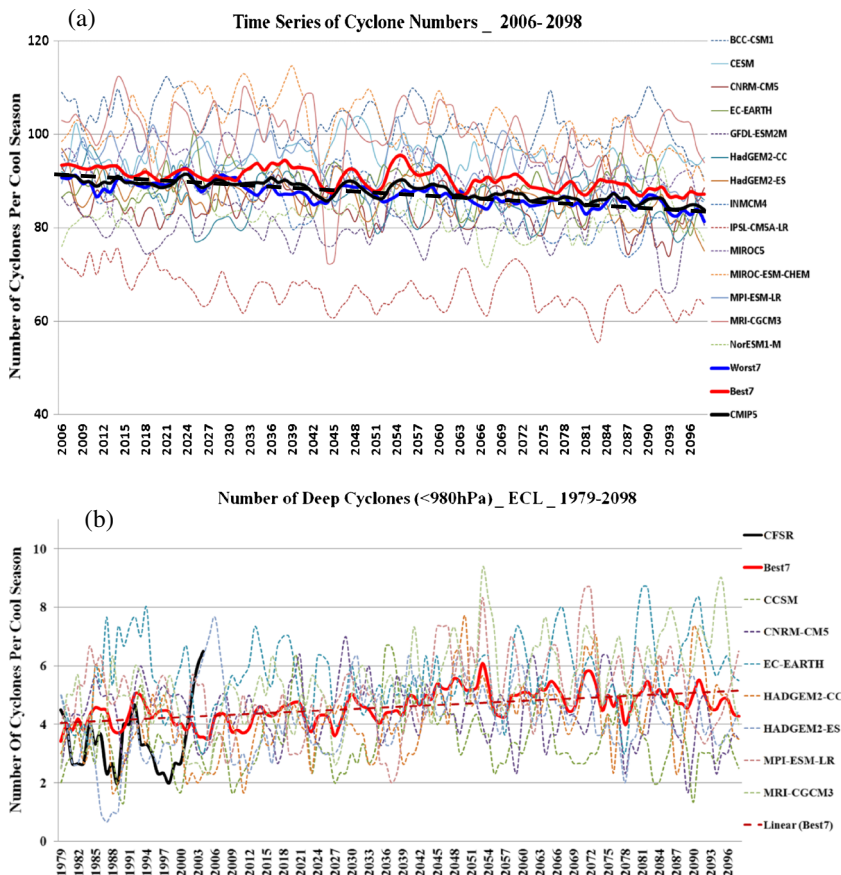 (a)
Time Series of Cyclone Numbers _ 2006- 2098
Number of Cyclones Per Cool Season
120
100
80
60
40
2006 2009 2012 2015 2018 2021 2024 2027 2030 2033 2036 2039 2042 2045 2048 2051 2054 2057 2060 2063 2066 2069 2072 2075 2078 2081 2084 2087 2090 2093 2096
BCC-CSM1
CESM
CNRM-CM5
EC-EARTH
GFDL-ESM2M
HadGEM2-CC
HadGEM2-ES
INMCM4
IPSL-CM5A-LR
MIROC5
MIROC-ESM-CHEM
MPI-ESM-LR
MRI-CGCM3
NorESM1-M
Worst7
Best7
CMIP5
(b)
Number of Deep Cyclones (<980hPa) _ ECL _ 1979-2098
Number Of Cyclones Per Cool Season
10
8
6
4
2
0
1979 1982 1985 1988 1991 1994 1997 2000 2003 2006 2009 2012 2015 2018 2021 2024 2027 2030 2033 2036 2039 2042 2045 2048 2051 2054 2057 2060 2063 2066 2069 2072 2075 2078 2081 2084 2087 2090 2093 2096
CFSR
Best7
CCSM
CNRM-CM5
EC-EARTH
HADGEM2-CC
HADGEM2-ES
MPI-ESM-LR
MRI-CGCM3
Linear (Best7)